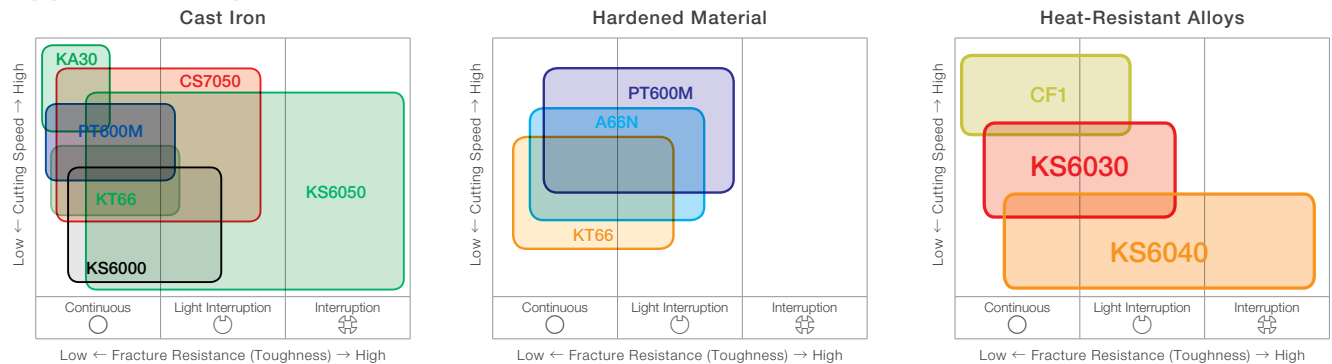 Cast Iron
Low ← Cutting Speed → High
KA30
CS7050
PT600M
KT66
KS6050
KS6000
Continuous
Light Interruption
Interruption
Low ← Fracture Resistance (Toughness) → High
Hardened Material
Low ← Cutting Speed → High
PT600M
A66N
KT66
Continuous
Light Interruption
Interruption
Low ← Fracture Resistance (Toughness) → High
Heat-Resistant Alloys
Low ← Cutting Speed → High
CF1
KS6030
KS6040
Continuous
Light Interruption
Interruption
Low ← Fracture Resistance (Toughness) → High